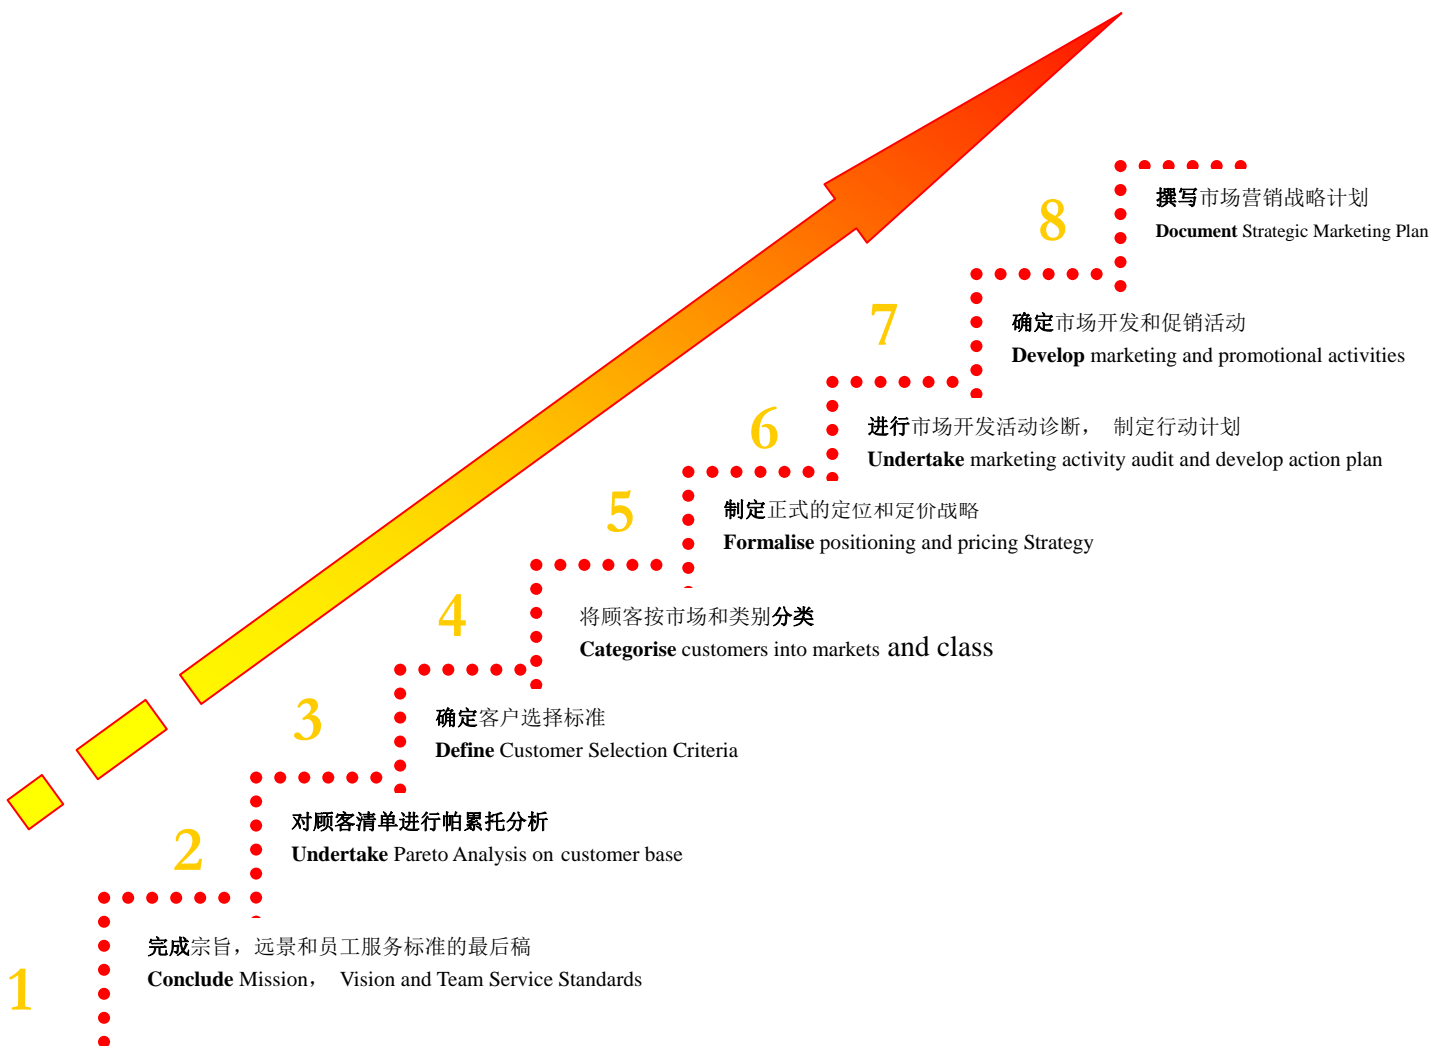 8
撰写市场营销战略计划
Document Strategic Marketing Plan
7
确定市场开发和促销活动
Develop marketing and promotional activities
6
进行市场开发活动诊断， 制定行动计划
Undertake marketing activity audit and develop action plan
5
制定正式的定位和定价战略
Formalise positioning and pricing Strategy
4
将顾客按市场和类别分类
Categorise customers into markets and class
3
确定客户选择标准
Define Customer Selection Criteria
2
对顾客清单进行帕累托分析
Undertake Pareto Analysis on customer base
1
完成宗旨，远景和员工服务标准的最后稿
Conclude Mission， Vision and Team Service Standards